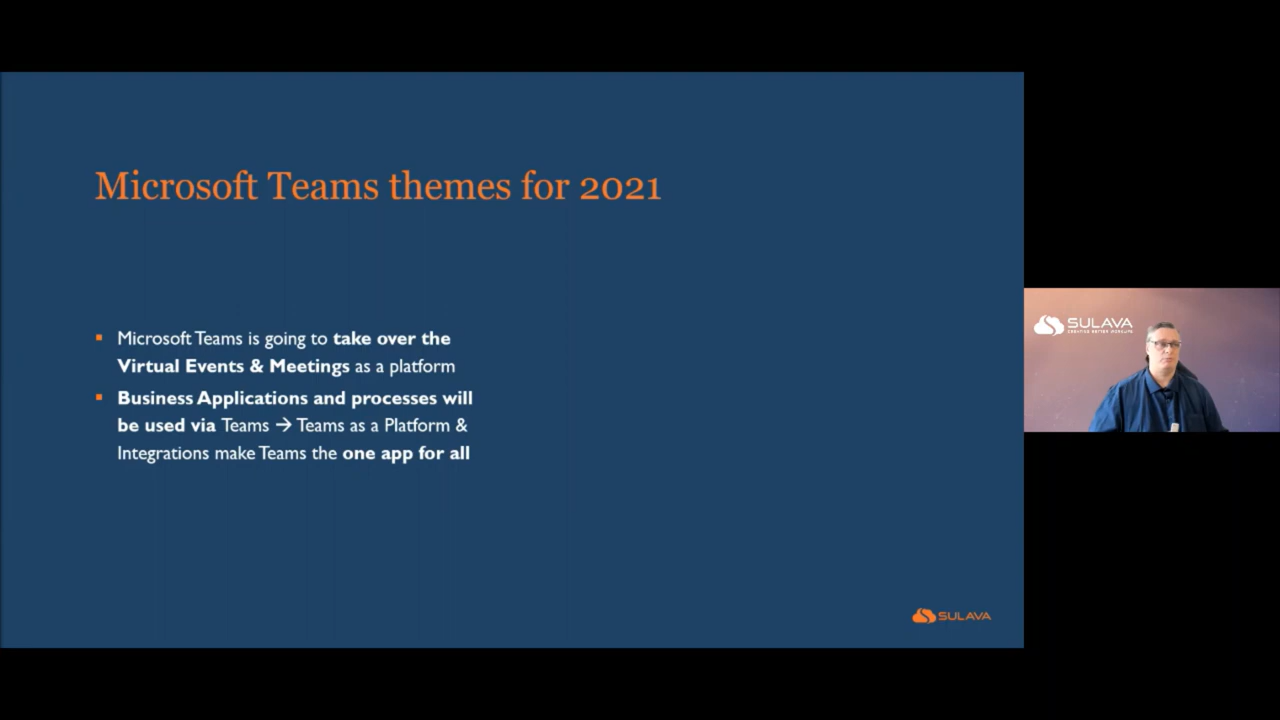 Microsoft Teams themes for 2021
Microsoft Teams is going to take over the
Virtual Events & Meetings as a platform
Business Applications and processes will
be used via Teams → Teams as a Platform &
Integrations make Teams the one app for all
SULAVA
SULAVA